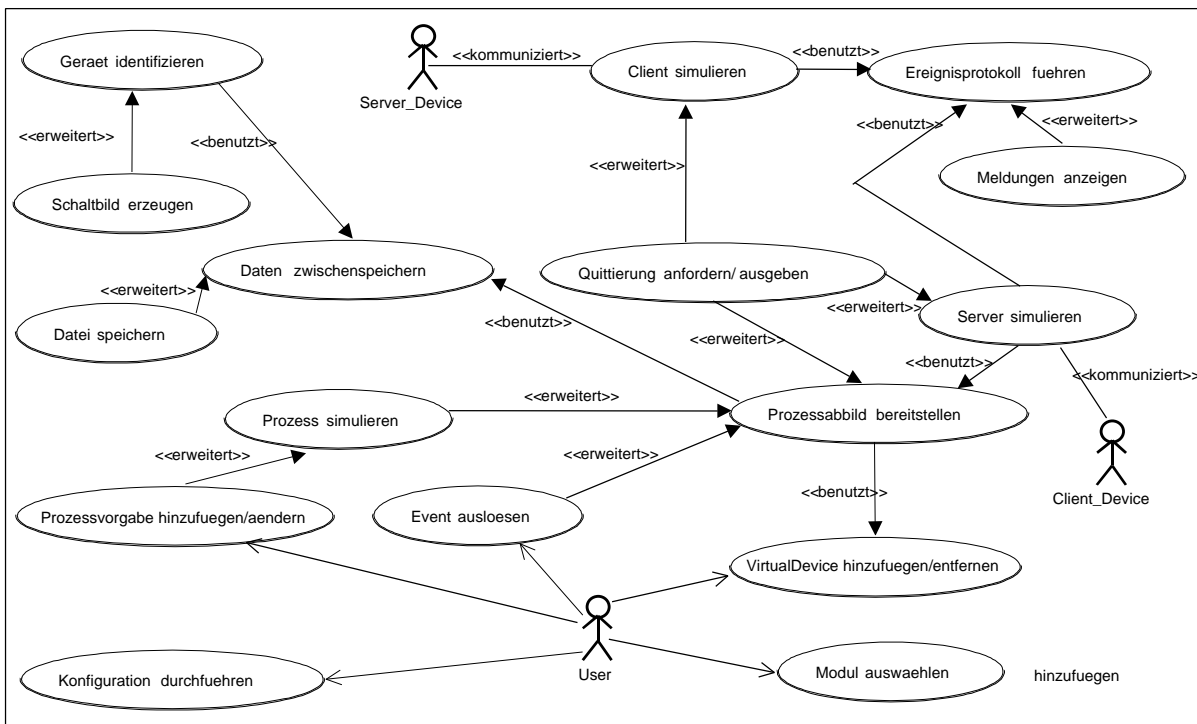 Geraet identifizieren
<<kommuniziert>>
Client simulieren
<<benutzt>>
Ereignisprotokoll fuehren
Server_Device
<<erweitert>>
<<benutzt>>
<<benutzt>>
<<erweitert>>
<<erweitert>>
Meldungen anzeigen
Schaltbild erzeugen
Daten zwischenspeichern
Quittierung anfordern/ ausgeben
<<erweitert>>
<<erweitert>>
Server simulieren
Datei speichern
<<benutzt>>
<<erweitert>>
<<benutzt>>
<<kommuniziert>>
<<erweitert>>
Prozess simulieren
Prozessabbild bereitstellen
<<erweitert>>
<<erweitert>>
<<benutzt>>
Client_Device
Prozessvorgabe hinzufuegen/aendern
Event ausloesen
VirtualDevice hinzufuegen/entfernen
User
Konfiguration durchfuehren
Modul auswaehlen
hinzufuegen